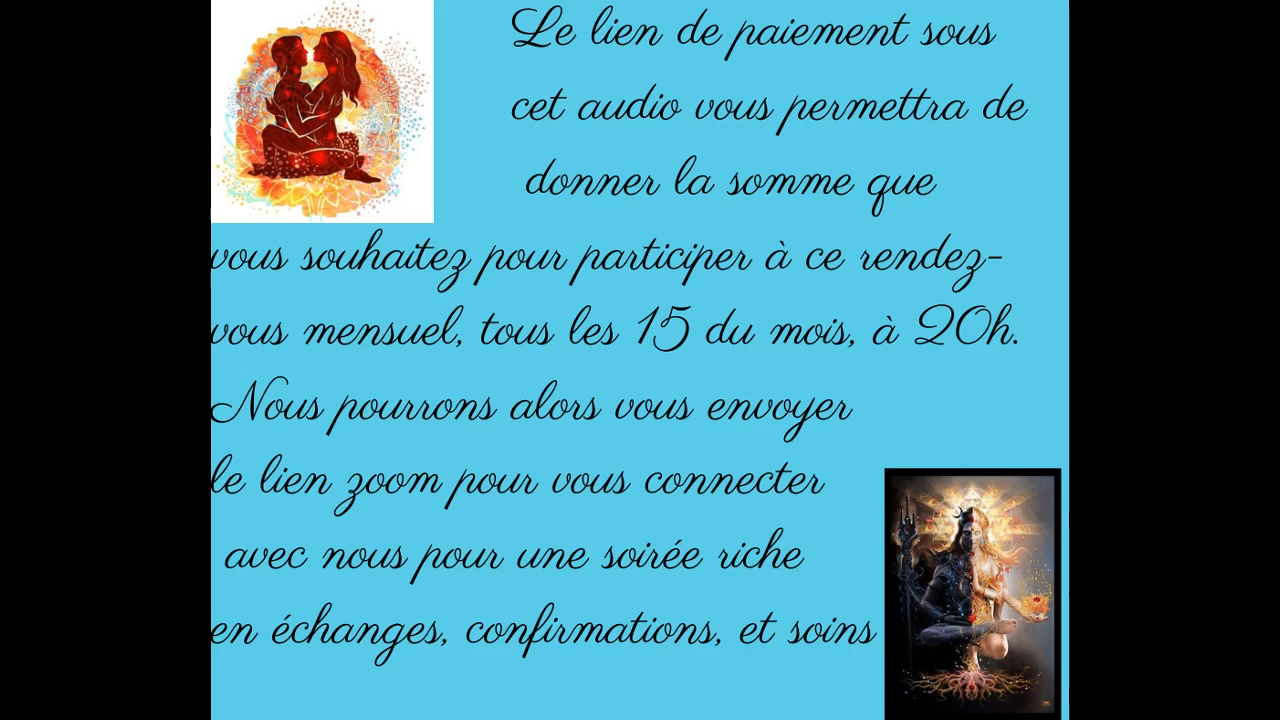 Le lien de paiement sous
cet audio vous permettra de
donner la somme que
vous souhaitez pour participer à ce rendez-
vous mensuel, tous les 15 du mois, à 20h.
Nous pourrons alors vous envoyer
le lien zoom pour vous connecter
avec nous pour une soirée riche
en échanges, confirmations, et soins